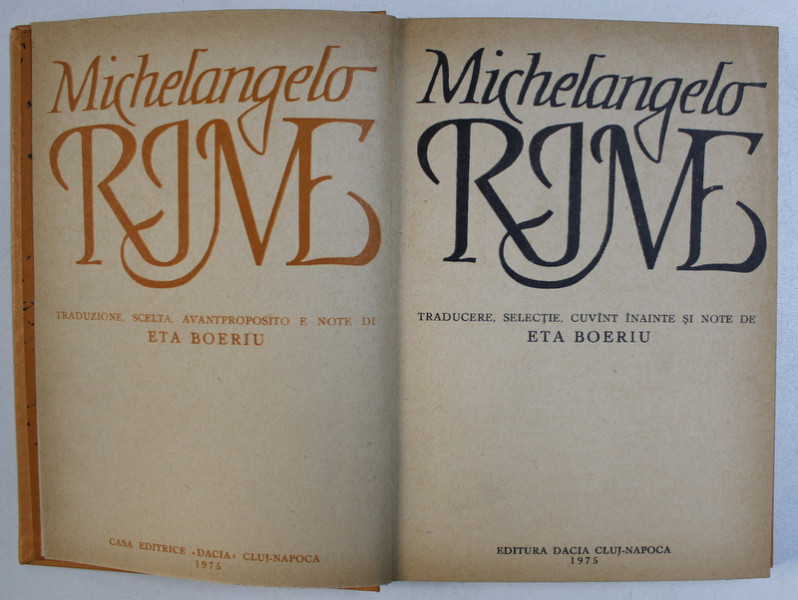 Michelangelo
RIME
TRADUZIONE, SCELTA, AVANTPROPOSITO E NOTE DI
ETA BOERIU
CASA EDITRICE «DACIA» CLUJ-NAPOCA
1975
Michelangelo
RIME
TRADUCERE, SELECȚIE, CUVÎNT ÎNAINTE ȘI NOTE DE
ETA BOERIU
EDITURA DACIA CLUJ-NAPOCA
1975